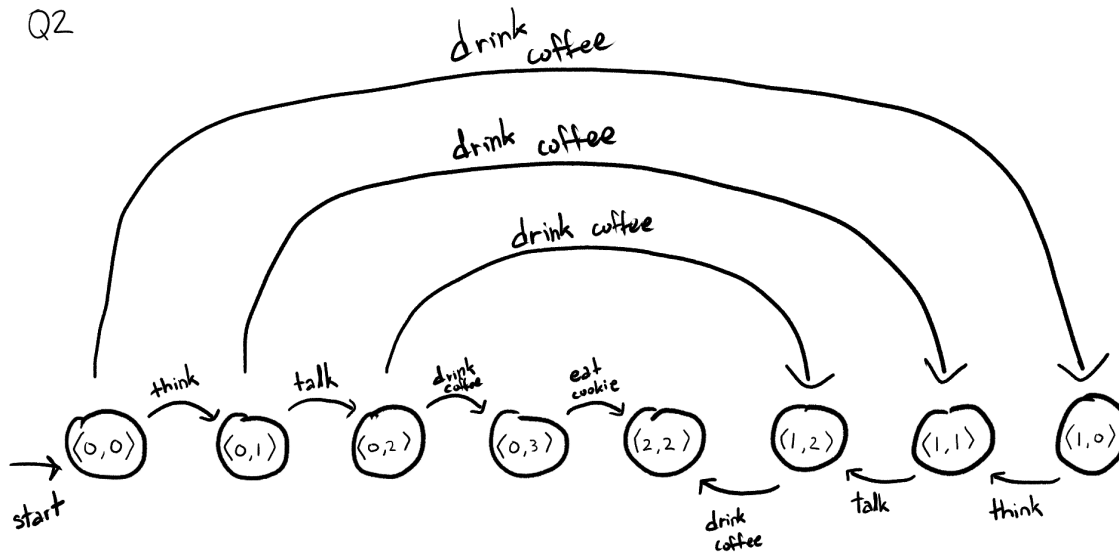 Q2
drink
coffee
drink coffee
drink coffee
think
talk
drink
coffee
eat
cookie
⟨0,0⟩
⟨0,1⟩
⟨0,2⟩
⟨0,3⟩
⟨2,2⟩
⟨1,2⟩
⟨1,1⟩
⟨1,0⟩
start
drink
coffee
talk
think